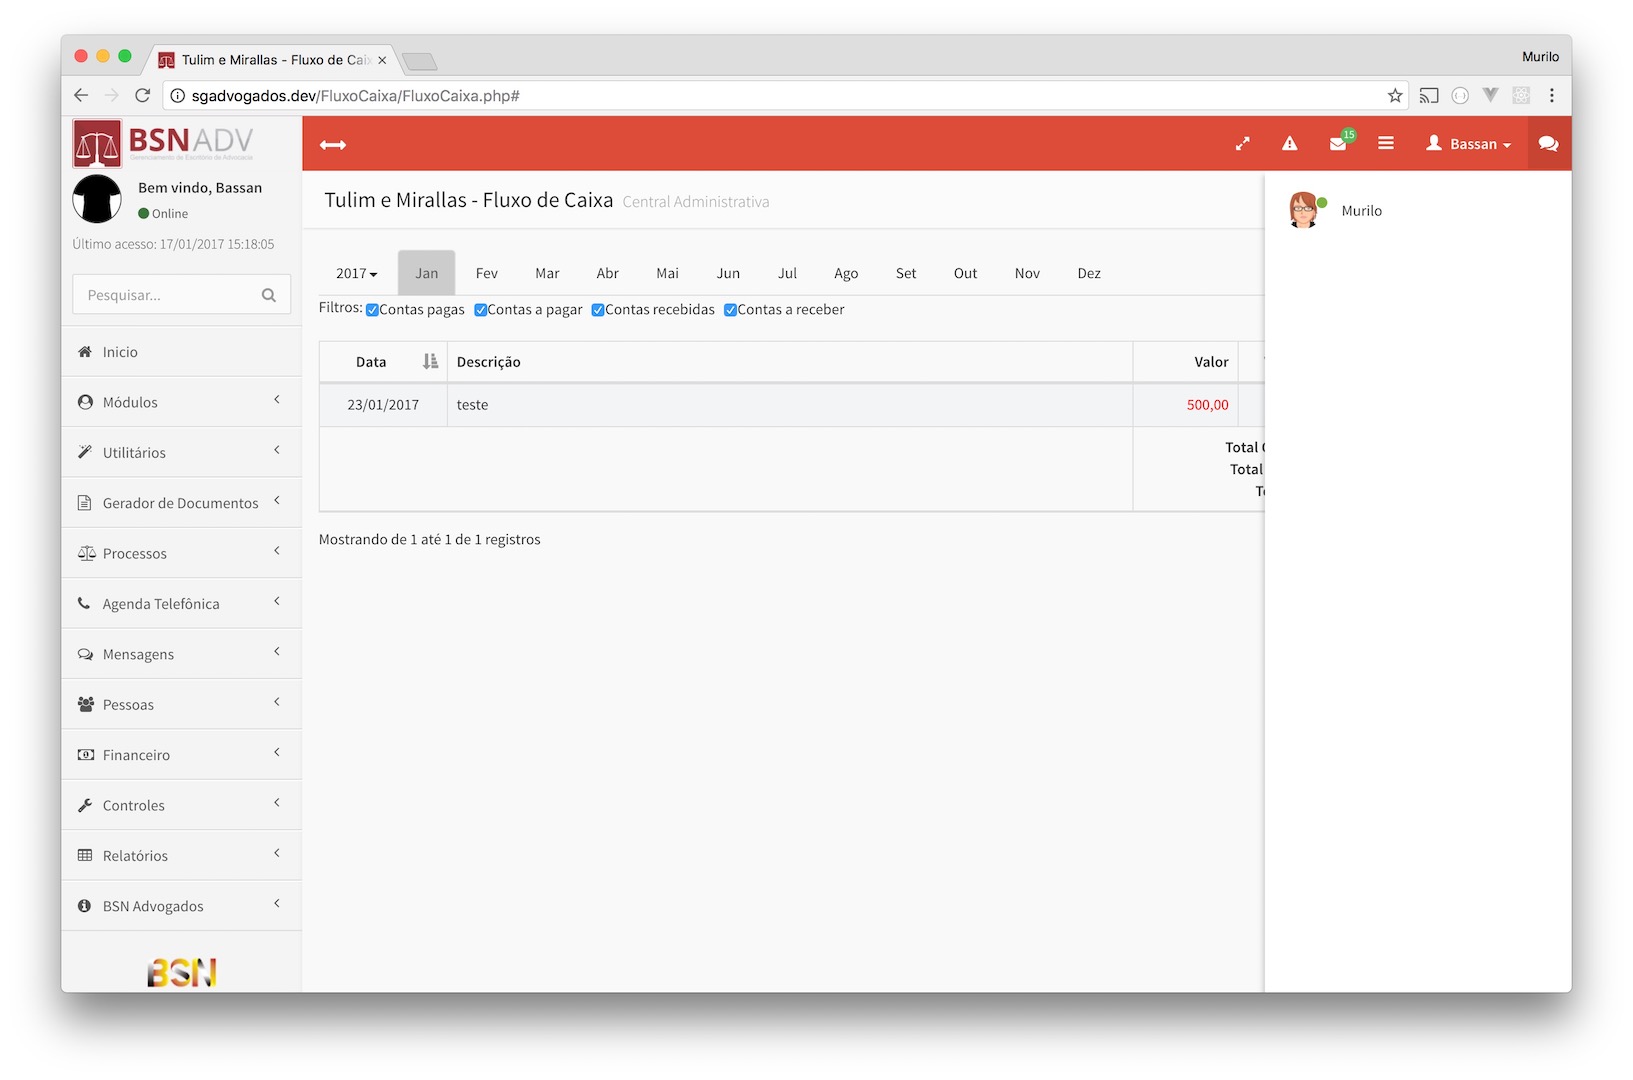 Tulim e Mirallas - Fluxo de Caix
Murilo
sgadvogados.dev/FluxoCaixa/FluxoCaixa.php#
BSNADV
Gerenciamento de Escritório de Advocacia
15
Bassan
Bem vindo, Bassan
Online
Último acesso: 17/01/2017 15:18:05
Pesquisar...
Inicio
Módulos
Utilitários
Gerador de Documentos
Processos
Agenda Telefônica
Mensagens
Pessoas
Financeiro
Controles
Relatórios
BSN Advogados
BSN
Tulim e Mirallas - Fluxo de Caixa Central Administrativa
2017 Jan Fev Mar Abr Mai Jun Jul Ago Set Out Nov Dez
Filtros: Contas pagas Contas a pagar Contas recebidas Contas a receber
Data Descrição Valor
23/01/2017 teste 500,00
Total
Total
Mostrando de 1 até 1 de 1 registros
Murilo